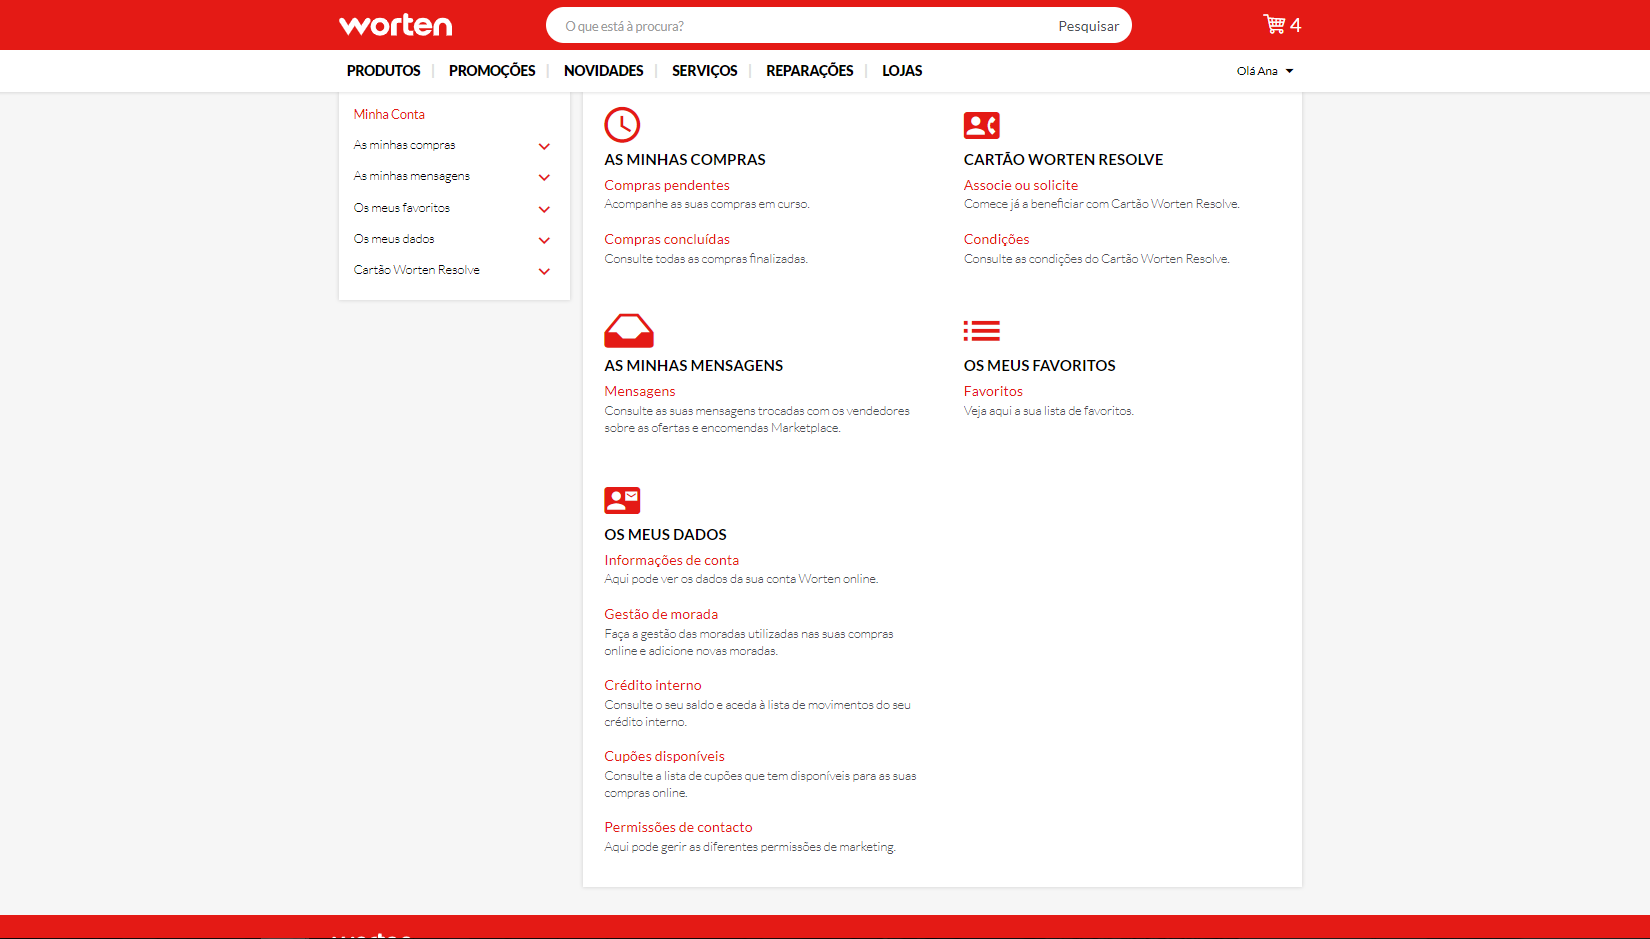 worten
O que está à procura?
Pesquisar
4
PRODUTOS
PROMOÇÕES
NOVIDADES
SERVIÇOS
REPARAÇÕES
LOJAS
Olá Ana
Minha Conta
As minhas compras
As minhas mensagens
Os meus favoritos
Os meus dados
Cartão Worten Resolve
AS MINHAS COMPRAS
Compras pendentes
Acompanhe as suas compras em curso.
Compras concluídas
Consulte todas as compras finalizadas.
CARTÃO WORTEN RESOLVE
Associe ou solicite
Comece já a beneficiar com Cartão Worten Resolve.
Condições
Consulte as condições do Cartão Worten Resolve.
AS MINHAS MENSAGENS
Mensagens
Consulte as suas mensagens trocadas com os vendedores
sobre as ofertas e encomendas Marketplace.
OS MEUS FAVORITOS
Favoritos
Veja aqui a sua lista de favoritos.
OS MEUS DADOS
Informações de conta
Aqui pode ver os dados da sua conta Worten online.
Gestão de morada
Faça a gestão das moradas utilizadas nas suas compras
online e adicione novas moradas.
Crédito interno
Consulte o seu saldo e aceda à lista de movimentos do seu
crédito interno.
Cupões disponíveis
Consulte a lista de cupões que tem disponíveis para as suas
compras online.
Permissões de contacto
Aqui pode gerir as diferentes permissões de marketing.
worten